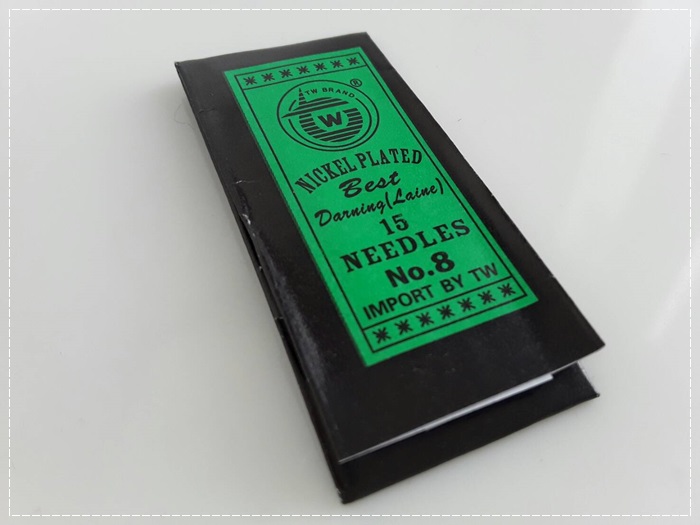 TW BRAND
®
W
NICKEL PLATED
Best
Darning(Laine)
15
NEEDLES
No.8
IMPORT BY TW